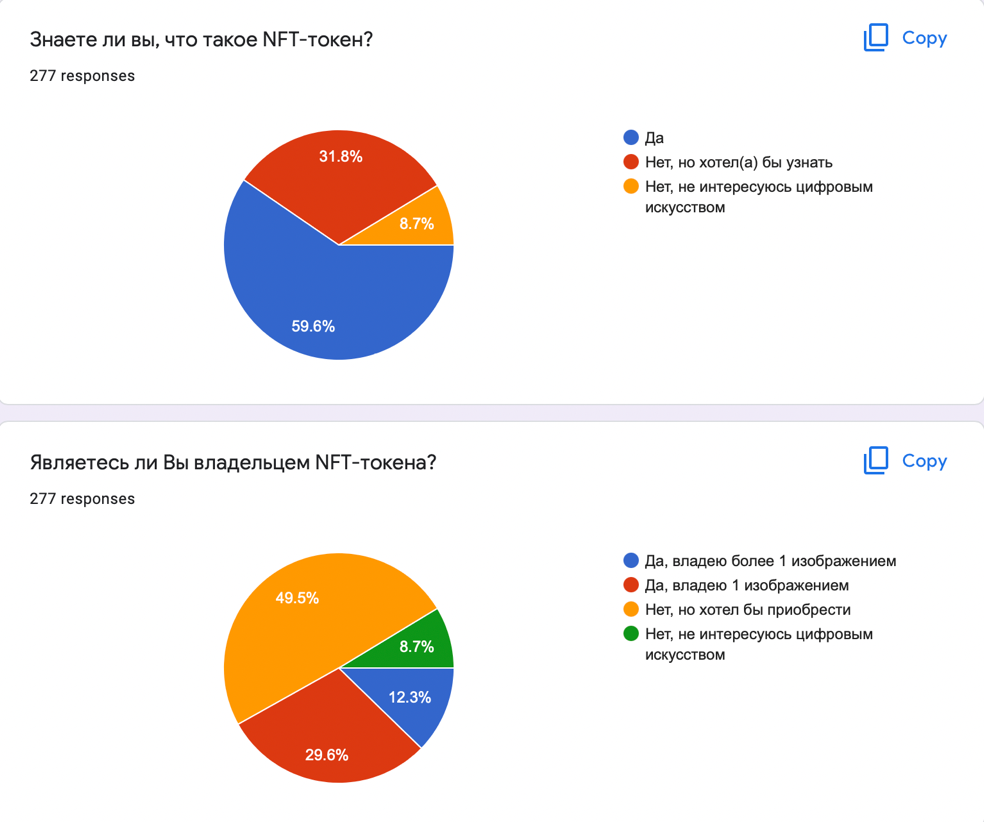 Знаете ли вы, что такое NFT-токен?
Copy
277 responses
31.8%
8.7%
59.6%
Да
Нет, но хотел(а) бы узнать
Нет, не интересуюсь цифровым
искусством
Являетесь ли Вы владельцем NFT-токена?
Copy
277 responses
49.5%
8.7%
12.3%
29.6%
Да, владею более 1 изображением
Да, владею 1 изображением
Нет, но хотел бы приобрести
Нет, не интересуюсь цифровым
искусством